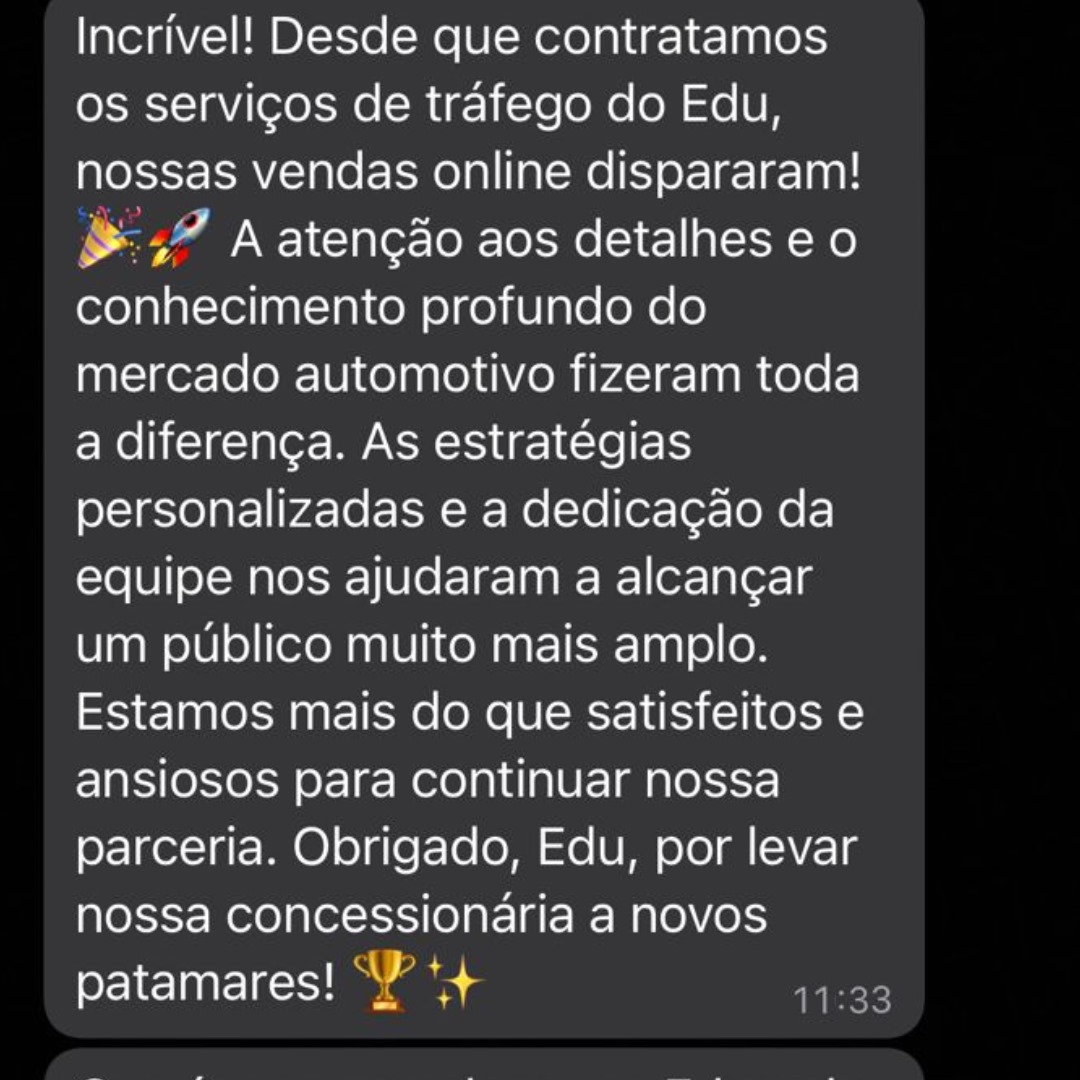 Incrível! Desde que contratamos
os serviços de tráfego do Edu,
nossas vendas online dispararam!
🎉🚀 A atenção aos detalhes e o
conhecimento profundo do
mercado automotivo fizeram toda
a diferença. As estratégias
personalizadas e a dedicação da
equipe nos ajudaram a alcançar
um público muito mais amplo.
Estamos mais do que satisfeitos e
ansiosos para continuar nossa
parceria. Obrigado, Edu, por levar
nossa concessionária a novos
patamares! 🏆✨
11:33